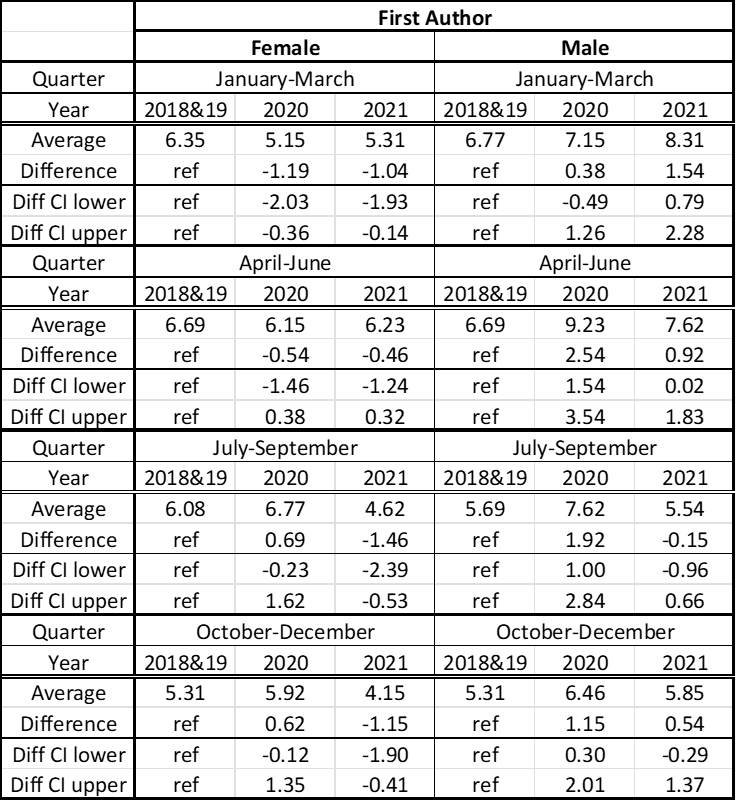 First Author
Female Male
Quarter January-March January-March
Year 2018&19 2020 2021 2018&19 2020 2021
Average 6.35 5.15 5.31 6.77 7.15 8.31
Difference ref -1.19 -1.04 ref 0.38 1.54
Diff CI lower ref -2.03 -1.93 ref -0.49 0.79
Diff CI upper ref -0.36 -0.14 ref 1.26 2.28
Quarter April-June April-June
Year 2018&19 2020 2021 2018&19 2020 2021
Average 6.69 6.15 6.23 6.69 9.23 7.62
Difference ref -0.54 -0.46 ref 2.54 0.92
Diff CI lower ref -1.46 -1.24 ref 1.54 0.02
Diff CI upper ref 0.38 0.32 ref 3.54 1.83
Quarter July-September July-September
Year 2018&19 2020 2021 2018&19 2020 2021
Average 6.08 6.77 4.62 5.69 7.62 5.54
Difference ref 0.69 -1.46 ref 1.92 -0.15
Diff CI lower ref -0.23 -2.39 ref 1.00 -0.96
Diff CI upper ref 1.62 -0.53 ref 2.84 0.66
Quarter October-December October-December
Year 2018&19 2020 2021 2018&19 2020 2021
Average 5.31 5.92 4.15 5.31 6.46 5.85
Difference ref 0.62 -1.15 ref 1.15 0.54
Diff CI lower ref -0.12 -1.90 ref 0.30 -0.29
Diff CI upper ref 1.35 -0.41 ref 2.01 1.37